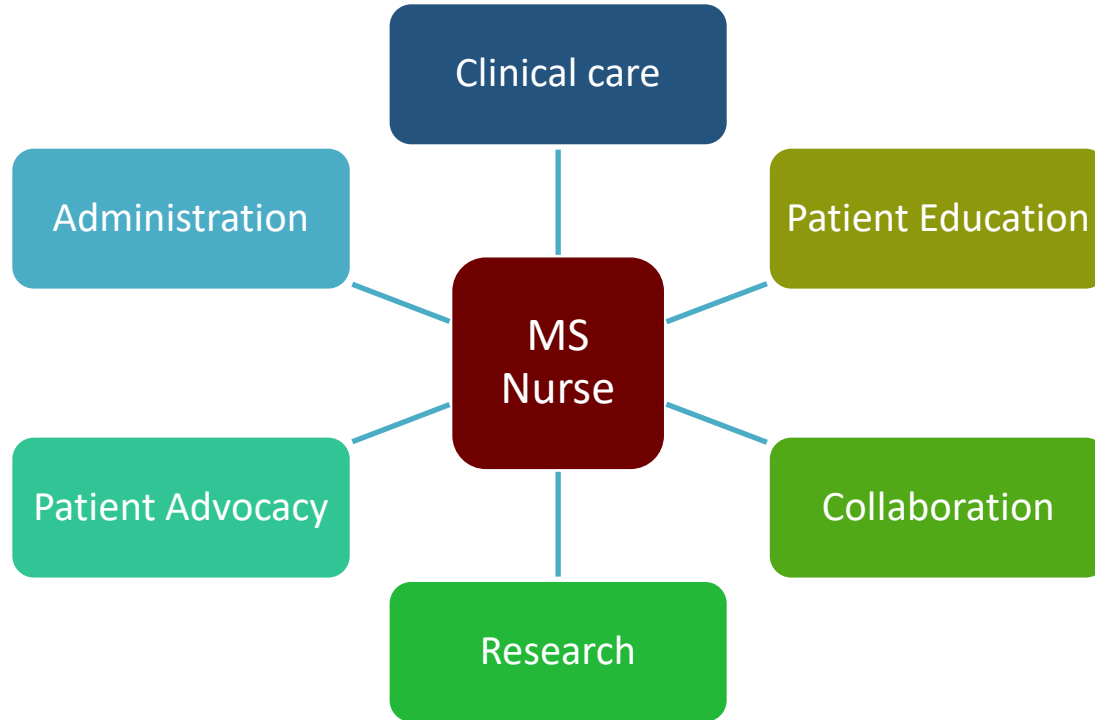 Clinical care
Administration
Patient Education
MS
Nurse
Patient Advocacy
Collaboration
Research